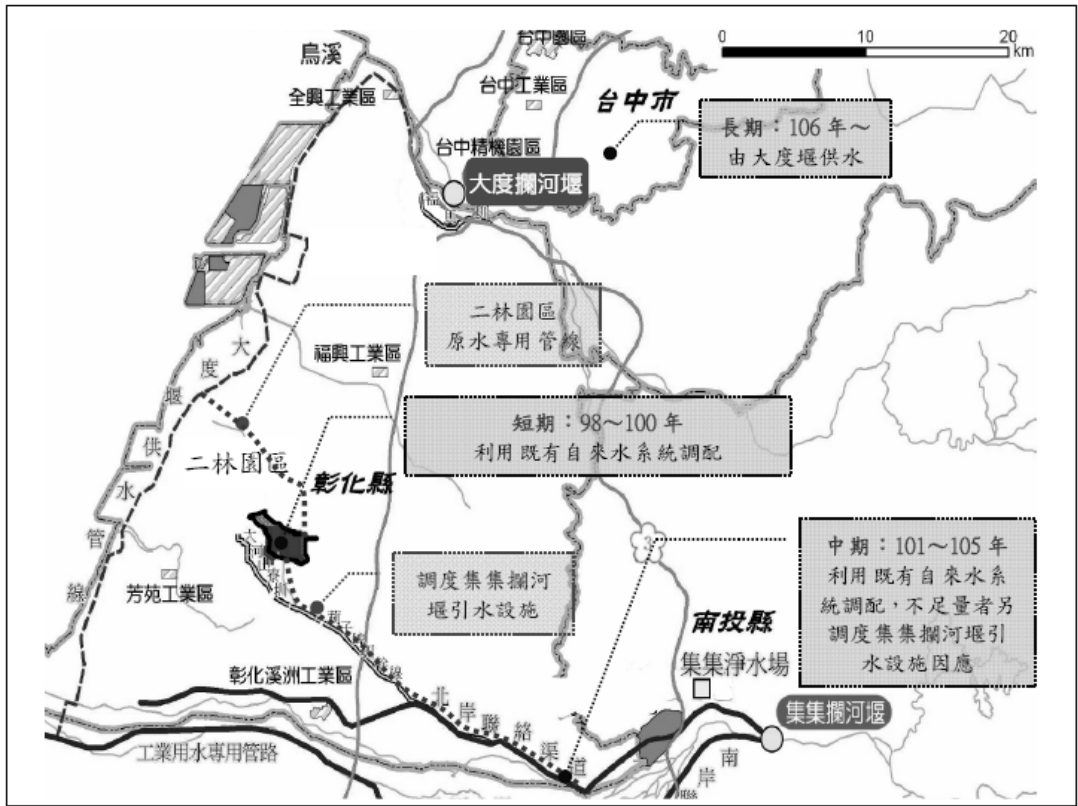 0 10 20
km
台中園區
烏溪
台中工業區
全興工業區
台中市
長期：106 年～
由大度堰供水
台中精機園區
大度攔河堰
福
二林園區
原水專用管線
福興工業區
大度堰供水管線
短期：98～100 年
利用既有自來水系統調配
二林園區
彰化縣
3
中期：101～105 年
利用既有自來水系
統調配，不足量者另
調度集集攔河堰引
水設施因應
調度集集攔河
堰引水設施
芳苑工業區
南投縣
集集淨水場
彰化溪洲工業區
集集攔河堰
北岸聯絡渠道
工業用水專用管路
南岸聯